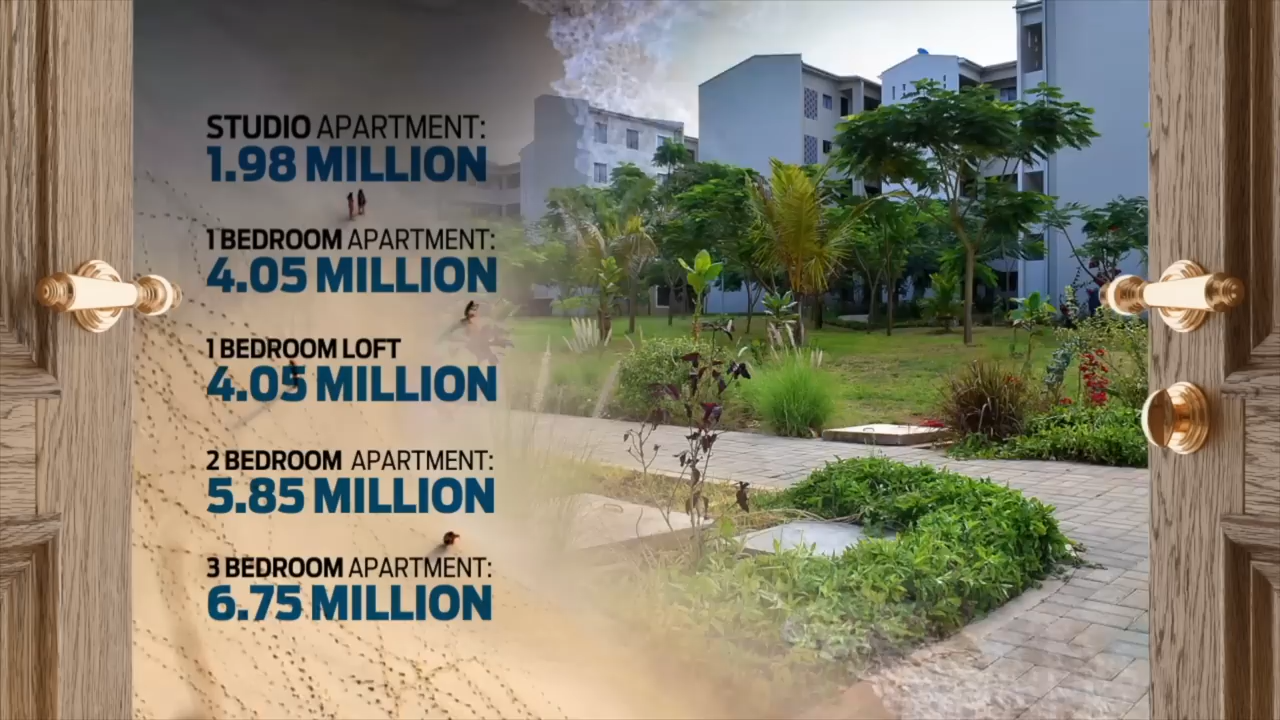 STUDIO APARTMENT:
1.98 MILLION
1 BEDROOM APARTMENT:
4.05 MILLION
1 BEDROOM LOFT
4.05 MILLION
2 BEDROOM APARTMENT:
5.85 MILLION
3 BEDROOM APARTMENT:
6.75 MILLION